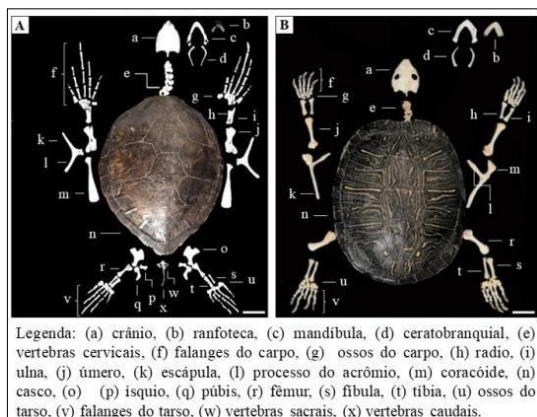 A
B
a
b
c
d
e
f
g
h
i
j
k
l
m
n
o
r
s
u
t
v
q
p
x
w
a
c
b
d
e
f
g
h
i
j
m
k
l
n
r
s
t
u
v
Legenda: (a) crânio, (b) ranfoteca, (c) mandíbula, (d) ceratobranquial, (e)
vertebras cervicais, (f) falanges do carpo, (g) ossos do carpo, (h) radio, (i)
ulna, (j) úmero, (k) escápula, (l) processo do acrômio, (m) coracóide, (n)
casco, (o) (p) ísquio, (q) púbis, (r) fêmur, (s) fíbula, (t) tíbia, (u) ossos do
tarso, (v) falanges do tarso, (w) vertebras sacrais, (x) vertebras caudais.